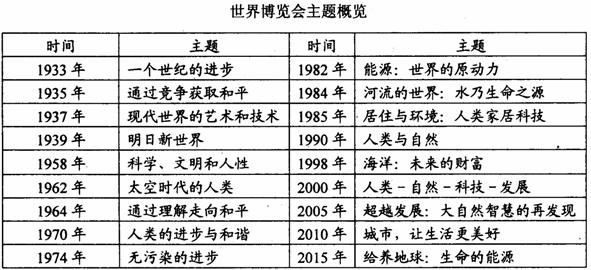 世界博览会主题概览
时间 主题 时间 主题
1933 年 一个世纪的进步 1982 年 能源：世界的原动力
1935 年 通过竞争获取和平 1984 年 河流的世界：水乃生命之源
1937 年 现代世界的艺术和技术 1985 年 居住与环境：人类家居科技
1939 年 明日新世界 1990 年 人类与自然
1958 年 科学、文明和人性 1998 年 海洋：未来的财富
1962 年 太空时代的人类 2000 年 人类－自然－科技－发展
1964 年 通过理解走向和平 2005 年 超越发展：大自然智慧的再发现
1970 年 人类的进步与和谐 2010 年 城市，让生活更美好
1974 年 无污染的进步 2015 年 给养地球：生命的能源